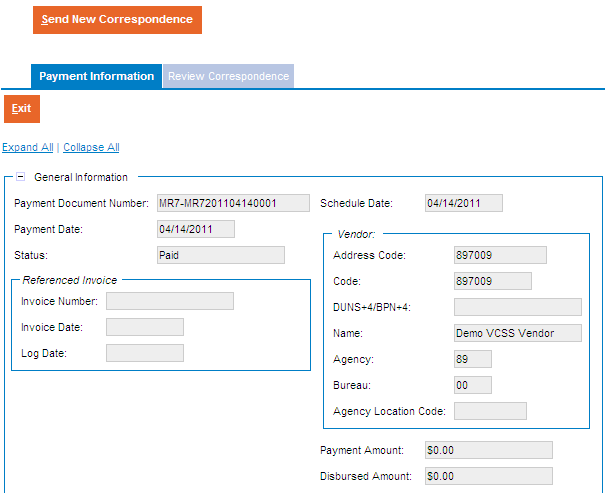 Send New Correspondence
Payment Information Review Correspondence
Exit
Expand All | Collapse All
General Information
Payment Document Number: MR7-MR7201104140001 Schedule Date: 04/14/2011
Payment Date: 04/14/2011
Status: Paid
Vendor:
Address Code: 897009
Referenced Invoice
Code: 897009
Invoice Number:
DUNS+4/BPN+4:
Invoice Date:
Name: Demo VCSS Vendor
Log Date:
Agency: 89
Bureau: 00
Agency Location Code:
Payment Amount: $0.00
Disbursed Amount: $0.00